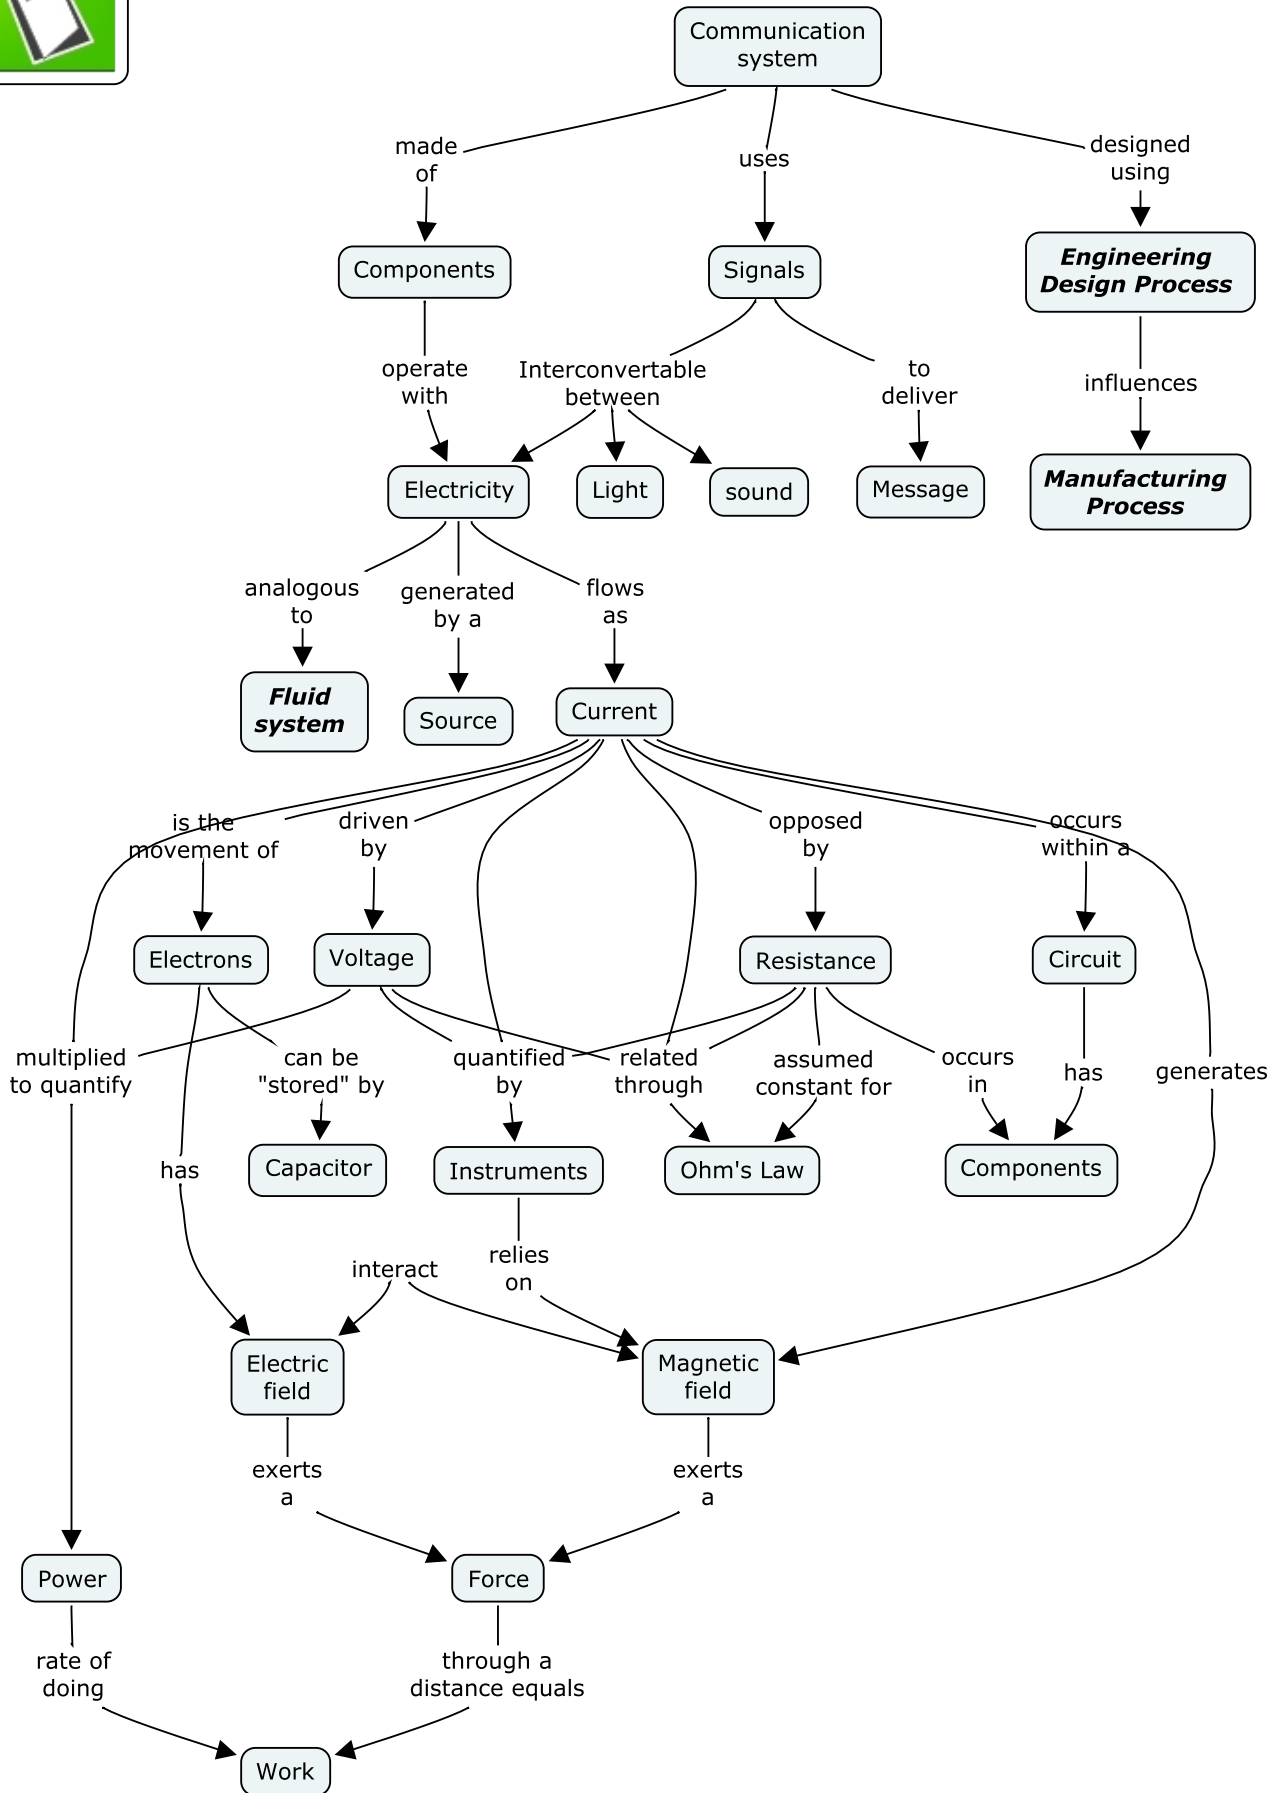 Communication
system
made
of
uses
designed
using
Components
Signals
Engineering
Design Process
operate
with
Interconvertable
between
to
deliver
influences
Electricity
Light
sound
Message
Manufacturing
Process
analogous
to
generated
by a
flows
as
Fluid
system
Source
Current
is the
movement of
driven
by
opposed
by
occurs
within a
Electrons
Voltage
Resistance
Circuit
multiplied
to quantify
can be
"stored" by
quantified
by
related
through
assumed
constant for
occurs
in
has
generates
has
Capacitor
Instruments
Ohm's Law
Components
interact
relies
on
Electric
field
Magnetic
field
exerts
a
exerts
a
Power
Force
rate of
doing
through a
distance equals
Work